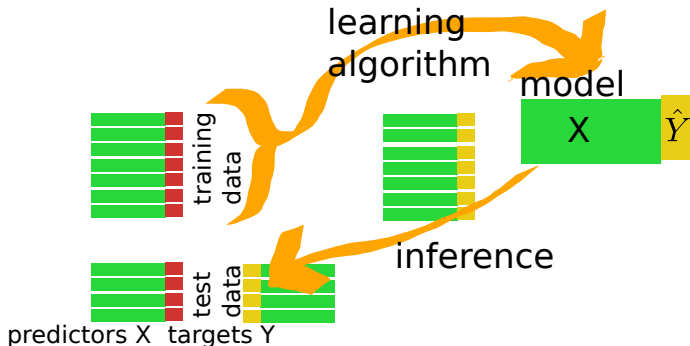 learning
algorithm
model
X
Ŷ
training
data
inference
test
data
predictors X targets Y